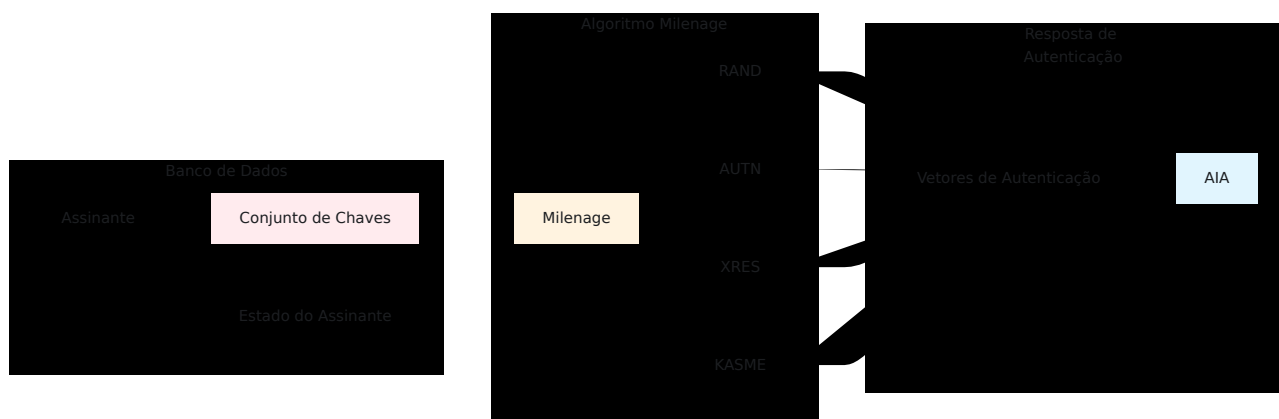 Banco de Dados
Assinante
Conjunto de Chaves
Estado do Assinante
Algoritmo Milenage
Milenage
RAND
AUTN
XRES
KASME
Resposta de
Autenticação
Vetores de Autenticação
AIA